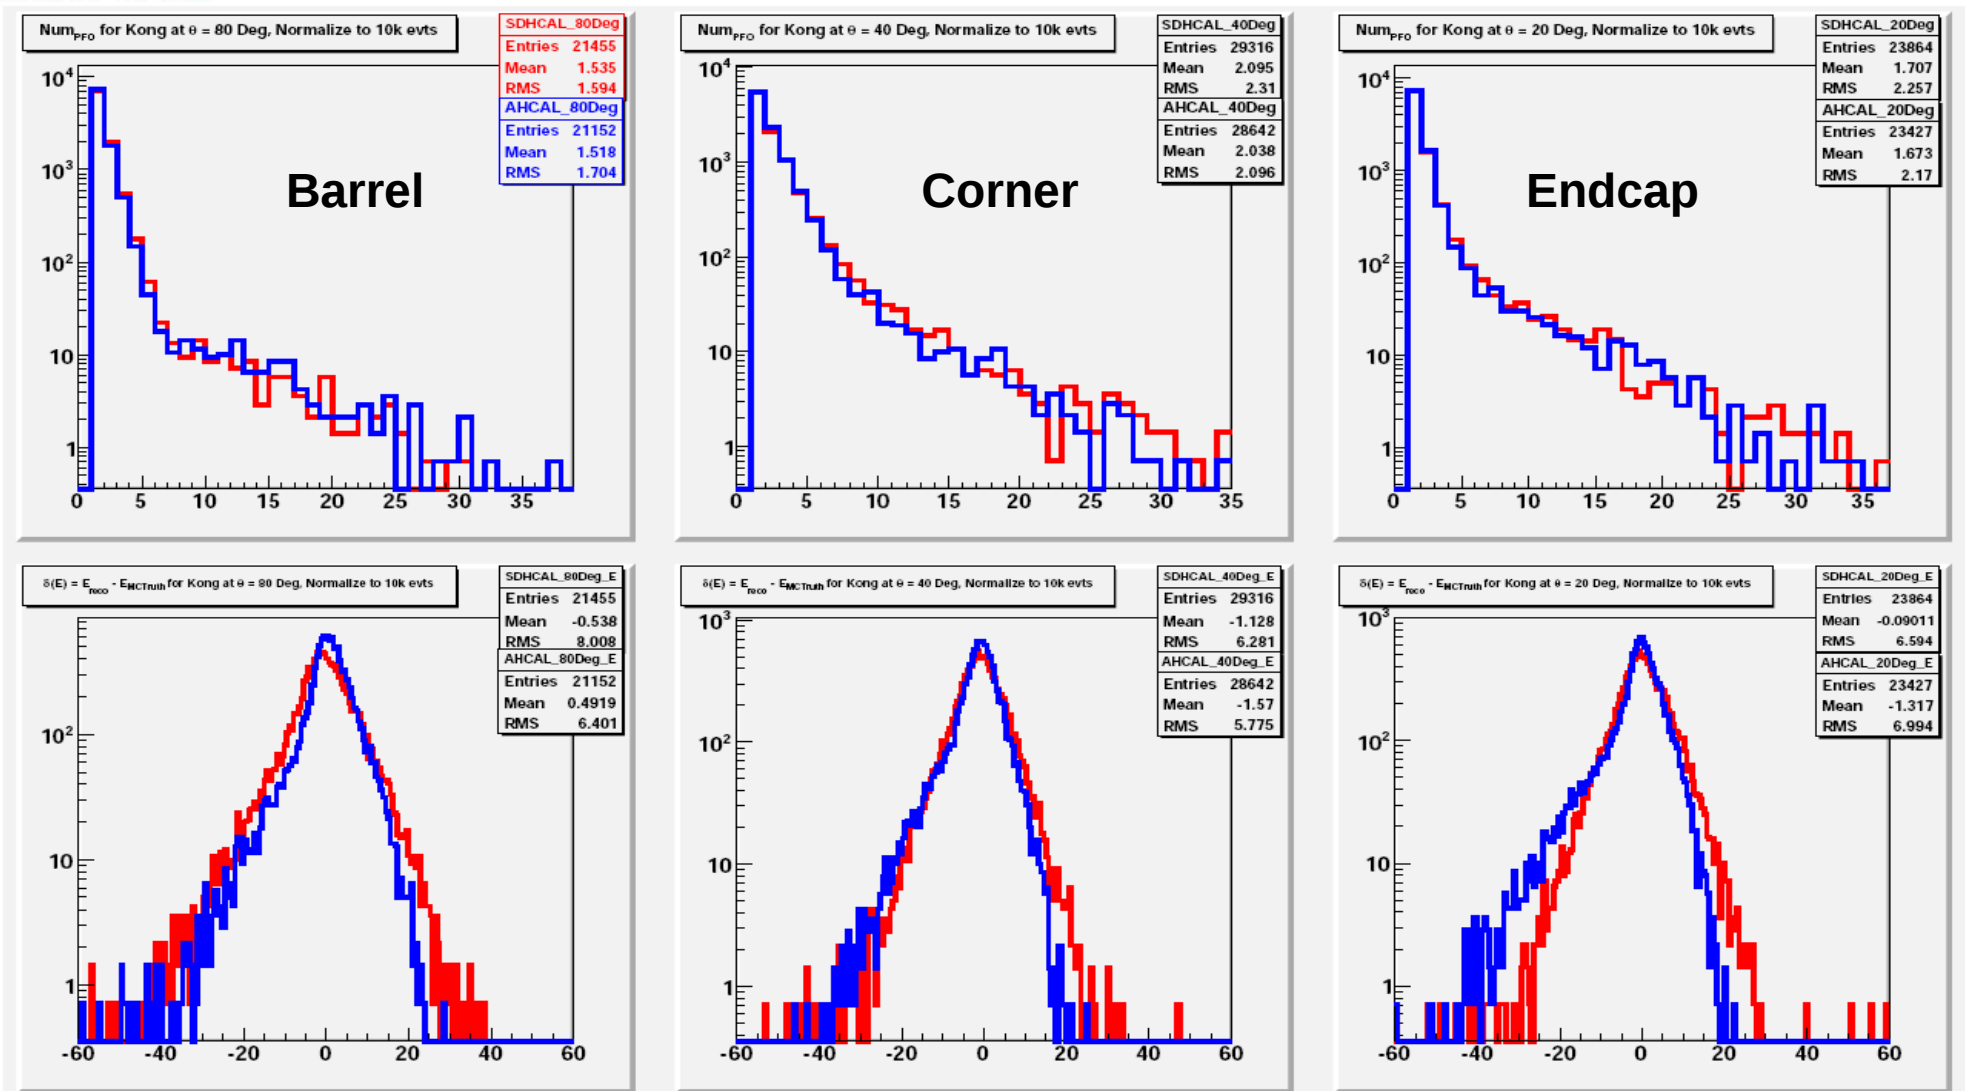 Num_PFO for Kong at θ = 80 Deg, Normalize to 10k evts
SDHCAL_80Deg
Entries 21455
Mean 1.535
RMS 1.594
AHCAL_80Deg
Entries 21152
Mean 1.518
RMS 1.704
Barrel
10^4
10^3
10^2
10
1
0 5 10 15 20 25 30 35
Num_PFO for Kong at θ = 40 Deg, Normalize to 10k evts
SDHCAL_40Deg
Entries 29316
Mean 2.095
RMS 2.31
AHCAL_40Deg
Entries 28642
Mean 2.038
RMS 2.096
Corner
10^4
10^3
10^2
10
1
0 5 10 15 20 25 30 35
Num_PFO for Kong at θ = 20 Deg, Normalize to 10k evts
SDHCAL_20Deg
Entries 23864
Mean 1.707
RMS 2.257
AHCAL_20Deg
Entries 23427
Mean 1.673
RMS 2.17
Endcap
10^4
10^3
10^2
10
1
0 5 10 15 20 25 30 35
δ(E) = E_reco - E_MCTruth for Kong at θ = 80 Deg, Normalize to 10k evts
SDHCAL_80Deg_E
Entries 21455
Mean -0.538
RMS 8.008
AHCAL_80Deg_E
Entries 21152
Mean 0.4919
RMS 6.401
10^2
10
1
-60 -40 -20 0 20 40 60
δ(E) = E_reco - E_MCTruth for Kong at θ = 40 Deg, Normalize to 10k evts
SDHCAL_40Deg_E
Entries 29316
Mean -1.128
RMS 6.281
AHCAL_40Deg_E
Entries 28642
Mean -1.57
RMS 5.775
10^3
10^2
10
1
-60 -40 -20 0 20 40 60
δ(E) = E_reco - E_MCTruth for Kong at θ = 20 Deg, Normalize to 10k evts
SDHCAL_20Deg_E
Entries 23864
Mean -0.09011
RMS 6.594
AHCAL_20Deg_E
Entries 23427
Mean -1.317
RMS 6.994
10^3
10^2
10
1
-60 -40 -20 0 20 40 60